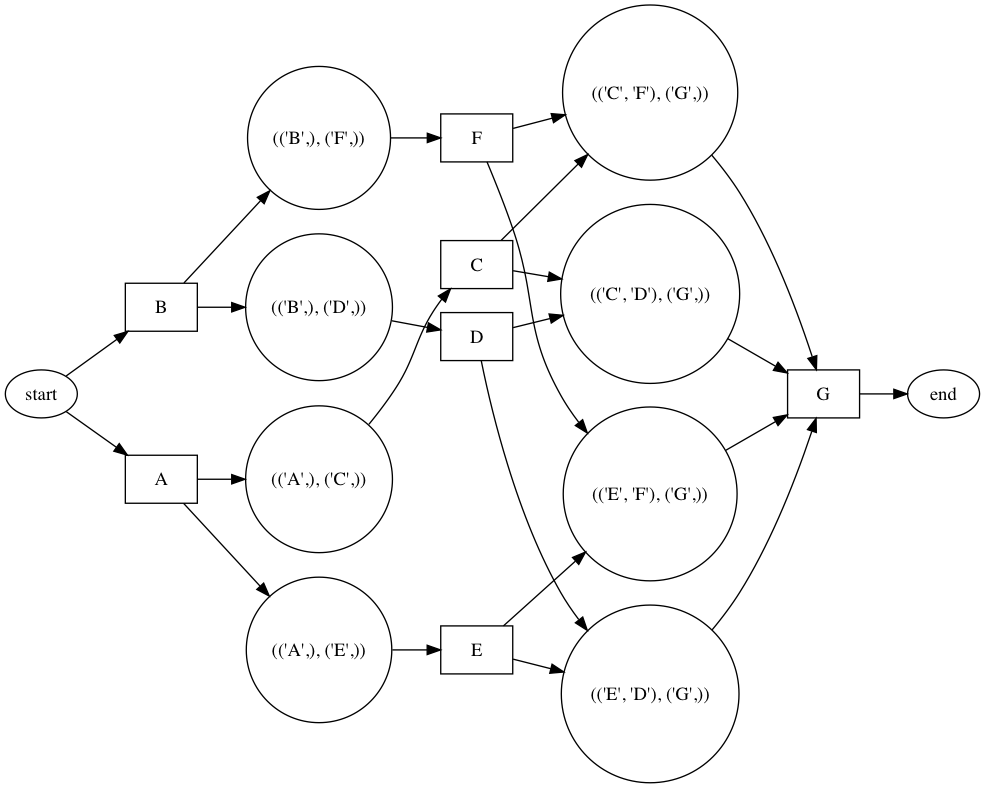 (('C', 'F'), ('G',))
(('B',), ('F',))
F
C
(('C', 'D'), ('G',))
B
(('B',), ('D',))
D
start
G
end
A
(('A',), ('C',))
(('E', 'F'), ('G',))
(('A',), ('E',))
E
(('E', 'D'), ('G',))